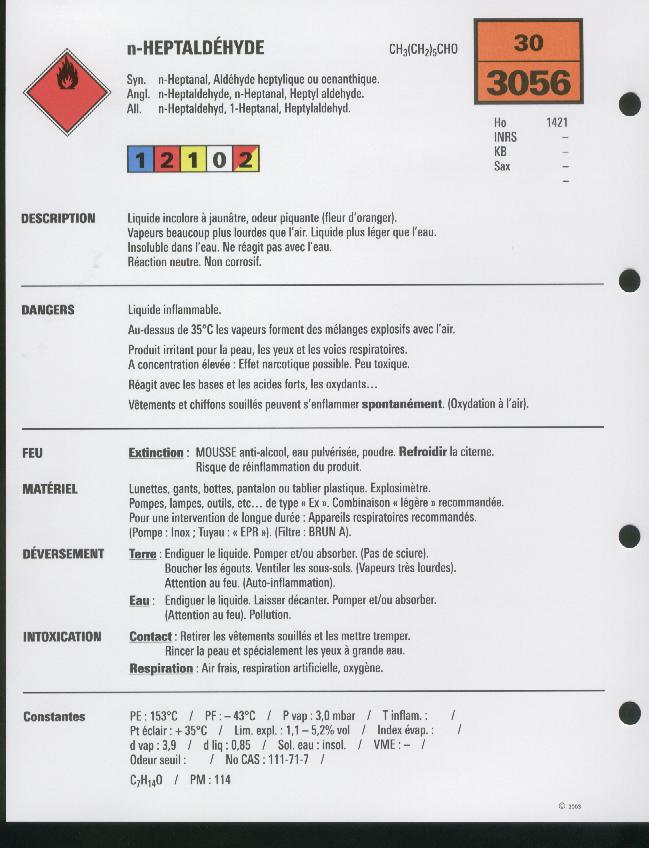 n-HEPTALDÉHYDE CH₃(CH₂)₅CHO
30
3056
Syn. n-Heptanal, Aldéhyde heptylique ou oenanthique.
Angl. n-Heptaldehyde, n-Heptanal, Heptyl aldehyde.
All. n-Heptaldehyd, 1-Heptanal, Heptylaldehyd.
Ho 1421
INRS –
KB –
Sax –
–
1 2 1 0 2
DESCRIPTION Liquide incolore à jaunâtre, odeur piquante (fleur d'oranger).
Vapeurs beaucoup plus lourdes que l'air. Liquide plus léger que l'eau.
Insoluble dans l'eau. Ne réagit pas avec l'eau.
Réaction neutre. Non corrosif.
DANGERS Liquide inflammable.
Au-dessus de 35°C les vapeurs forment des mélanges explosifs avec l'air.
Produit irritant pour la peau, les yeux et les voies respiratoires.
A concentration élevée : Effet narcotique possible. Peu toxique.
Réagit avec les bases et les acides forts, les oxydants...
Vêtements et chiffons souillés peuvent s'enflammer spontanément. (Oxydation à l'air).
FEU Extinction : MOUSSE anti-alcool, eau pulvérisée, poudre. Refroidir la citerne.
Risque de réinflammation du produit.
MATÉRIEL Lunettes, gants, bottes, pantalon ou tablier plastique. Explosimètre.
Pompes, lampes, outils, etc... de type « Ex ». Combinaison « légère » recommandée.
Pour une intervention de longue durée : Appareils respiratoires recommandés.
(Pompe : Inox ; Tuyau : « EPR »). (Filtre : BRUN A).
DÉVERSEMENT Terre : Endiguer le liquide. Pomper et/ou absorber. (Pas de sciure).
Boucher les égouts. Ventiler les sous-sols. (Vapeurs très lourdes).
Attention au feu. (Auto-inflammation).
Eau : Endiguer le liquide. Laisser décanter. Pomper et/ou absorber.
(Attention au feu). Pollution.
INTOXICATION Contact : Retirer les vêtements souillés et les mettre tremper.
Rincer la peau et spécialement les yeux à grande eau.
Respiration : Air frais, respiration artificielle, oxygène.
Constantes PE : 153°C / PF : – 43°C / P vap : 3,0 mbar / T inflam. : /
Pt éclair : + 35°C / Lim. expl. : 1,1 – 5,2% vol / Index évap. : /
d vap : 3,9 / d liq : 0,85 / Sol. eau : insol. / VME : – /
Odeur seuil : / No CAS : 111-71-7 /
C₇H₁₄O / PM : 114
© 2003